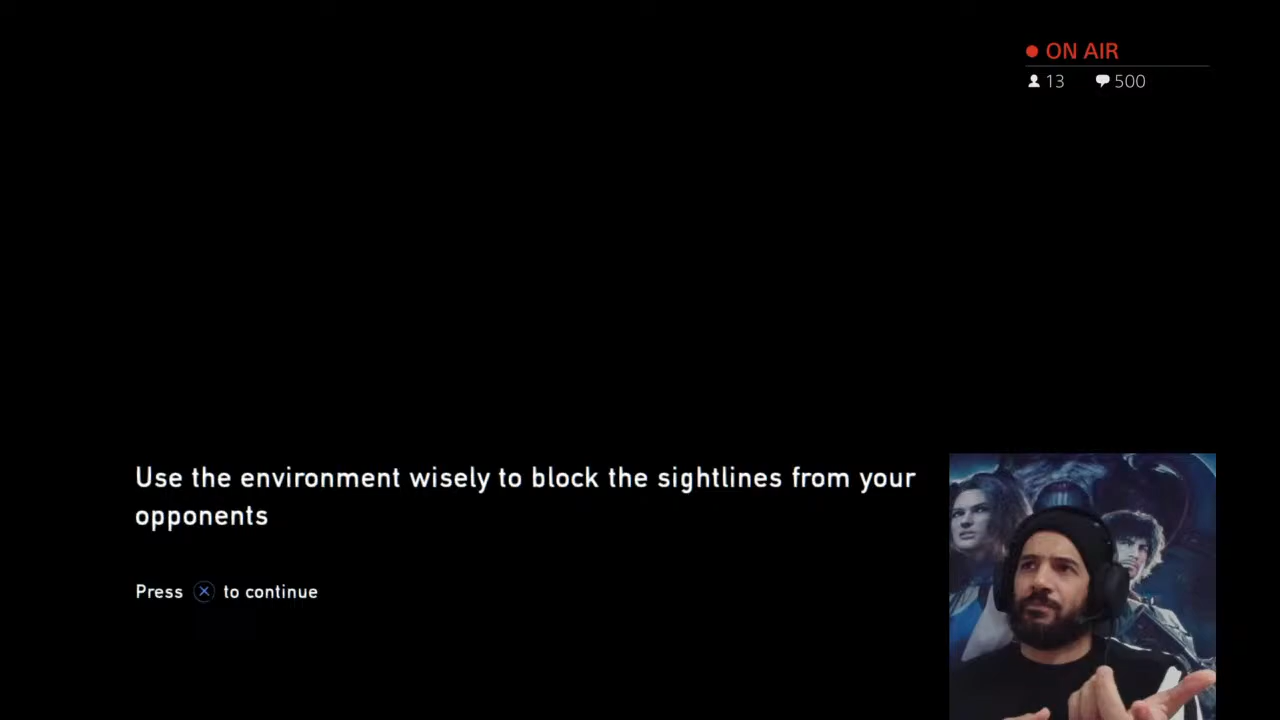 ON AIR
13 500
Use the environment wisely to block the sightlines from your
opponents
Press to continue